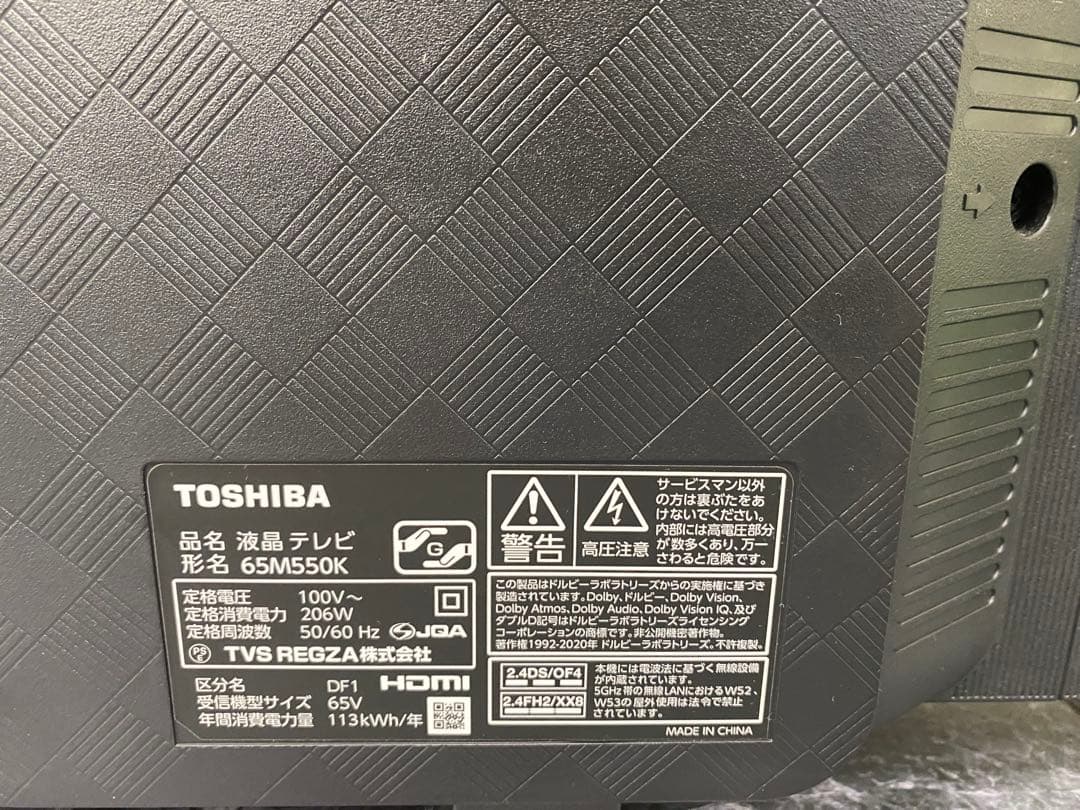 TOSHIBA
品名 液晶テレビ
形名 65M550K
G
定格電圧 100V～
定格消費電力 206W
定格周波数 50/60 Hz JQA
PS
E
TVS REGZA株式会社
区分名 DF1 HDMI
受信機型サイズ 65V
年間消費電力量 113kWh/年
警告
高圧注意
サービスマン以外
の方は裏ぶたをあ
けないでください。
内部には高電圧部分
が数多くあり、万一
さわると危険です。
この製品はドルビーラボラトリーズからの実施権に基づき
製造されています。Dolby、ドルビー、Dolby Vision、
Dolby Atmos、Dolby Audio、Dolby Vision IQ、及び
ダブルD記号はドルビーラボラトリーズライセンシング
コーポレーションの商標です。非公開機密著作物。
著作権1992-2020年 ドルビーラボラトリーズ。不許複製。
2.4DS/OF4
2.4FH2/XX8
本機には電波法に基づく無線設備
が内蔵されています。
5GHz帯の無線LANにおけるW52、
W53の屋外使用は法令で禁止
されています。
MADE IN CHINA